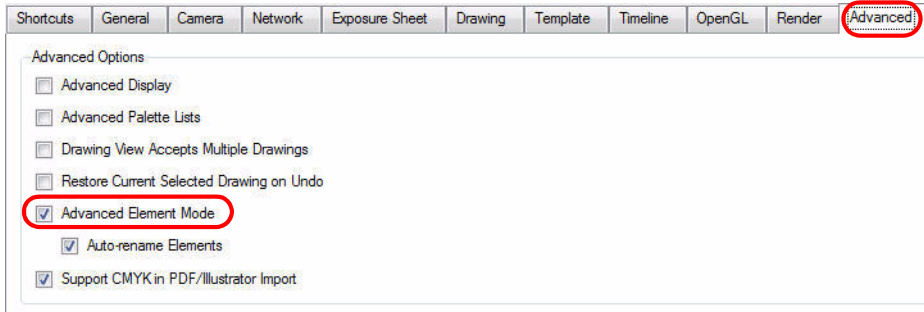 Shortcuts General Camera Network Exposure Sheet Drawing Template Timeline OpenGL Render Advanced
Advanced Options
Advanced Display
Advanced Palette Lists
Drawing View Accepts Multiple Drawings
Restore Current Selected Drawing on Undo
Advanced Element Mode
Auto-rename Elements
Support CMYK in PDF/Illustrator Import